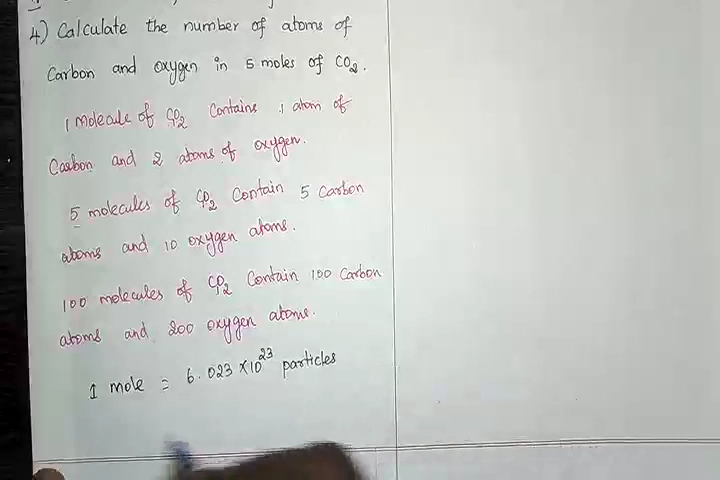 4) Calculate the number of atoms of
Carbon and oxygen in 5 moles of CO2.
1 molecule of CO2 Contains 1 atom of
Carbon and 2 atoms of oxygen.
5 molecules of CO2 Contain 5 Carbon
atoms and 10 oxygen atoms.
100 molecules of CO2 Contain 100 Carbon
atoms and 200 oxygen atoms.
1 mole = 6.023 × 10^23 particles